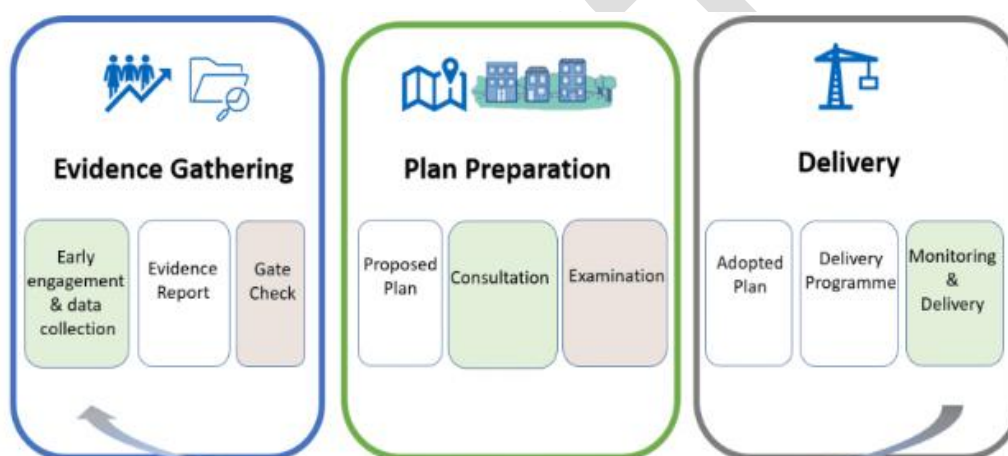 Evidence Gathering
Early
engagement
& data
collection
Evidence
Report
Gate
Check
Plan Preparation
Proposed
Plan
Consultation
Examination
Delivery
Adopted
Plan
Delivery
Programme
Monitoring
&
Delivery